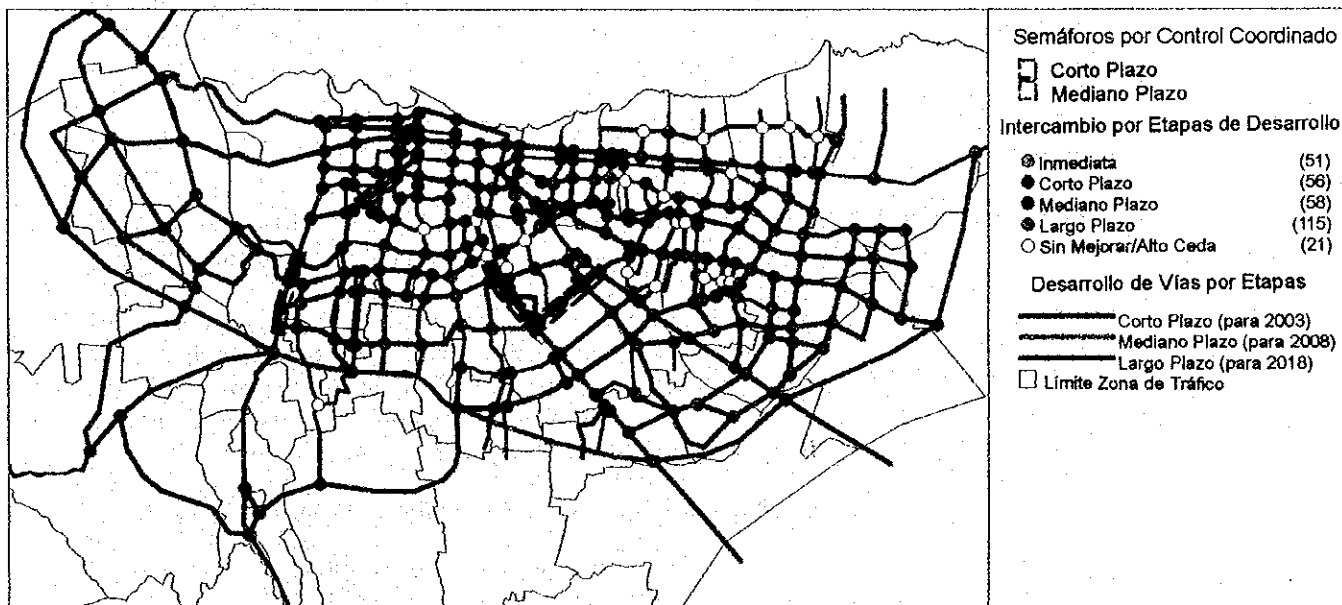 Semáforos por Control Coordinado
Corto Plazo
Mediano Plazo
Intercambio por Etapas de Desarrollo
Inmediata (51)
Corto Plazo (56)
Mediano Plazo (58)
Largo Plazo (115)
Sin Mejorar/Alto Ceda (21)
Desarrollo de Vías por Etapas
Corto Plazo (para 2003)
Mediano Plazo (para 2008)
Largo Plazo (para 2018)
Límite Zona de Tráfico